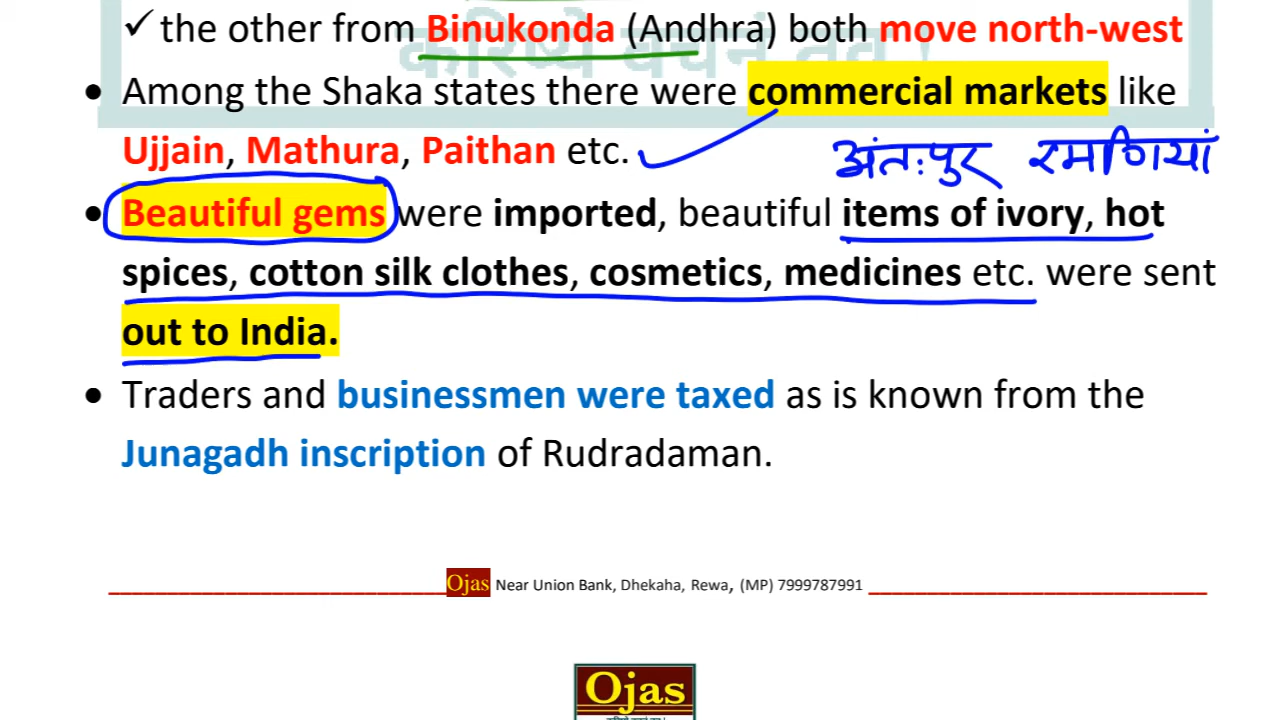 ✓ the other from Binukonda (Andhra) both move north-west
करिष्ये वचनं तव !
• Among the Shaka states there were commercial markets like
Ujjain, Mathura, Paithan etc.
अंतःपुर रमणियां
• Beautiful gems were imported, beautiful items of ivory, hot
spices, cotton silk clothes, cosmetics, medicines etc. were sent
out to India.
• Traders and businessmen were taxed as is known from the
Junagadh inscription of Rudradaman.
Ojas Near Union Bank, Dhekaha, Rewa, (MP) 7999787991
Ojas